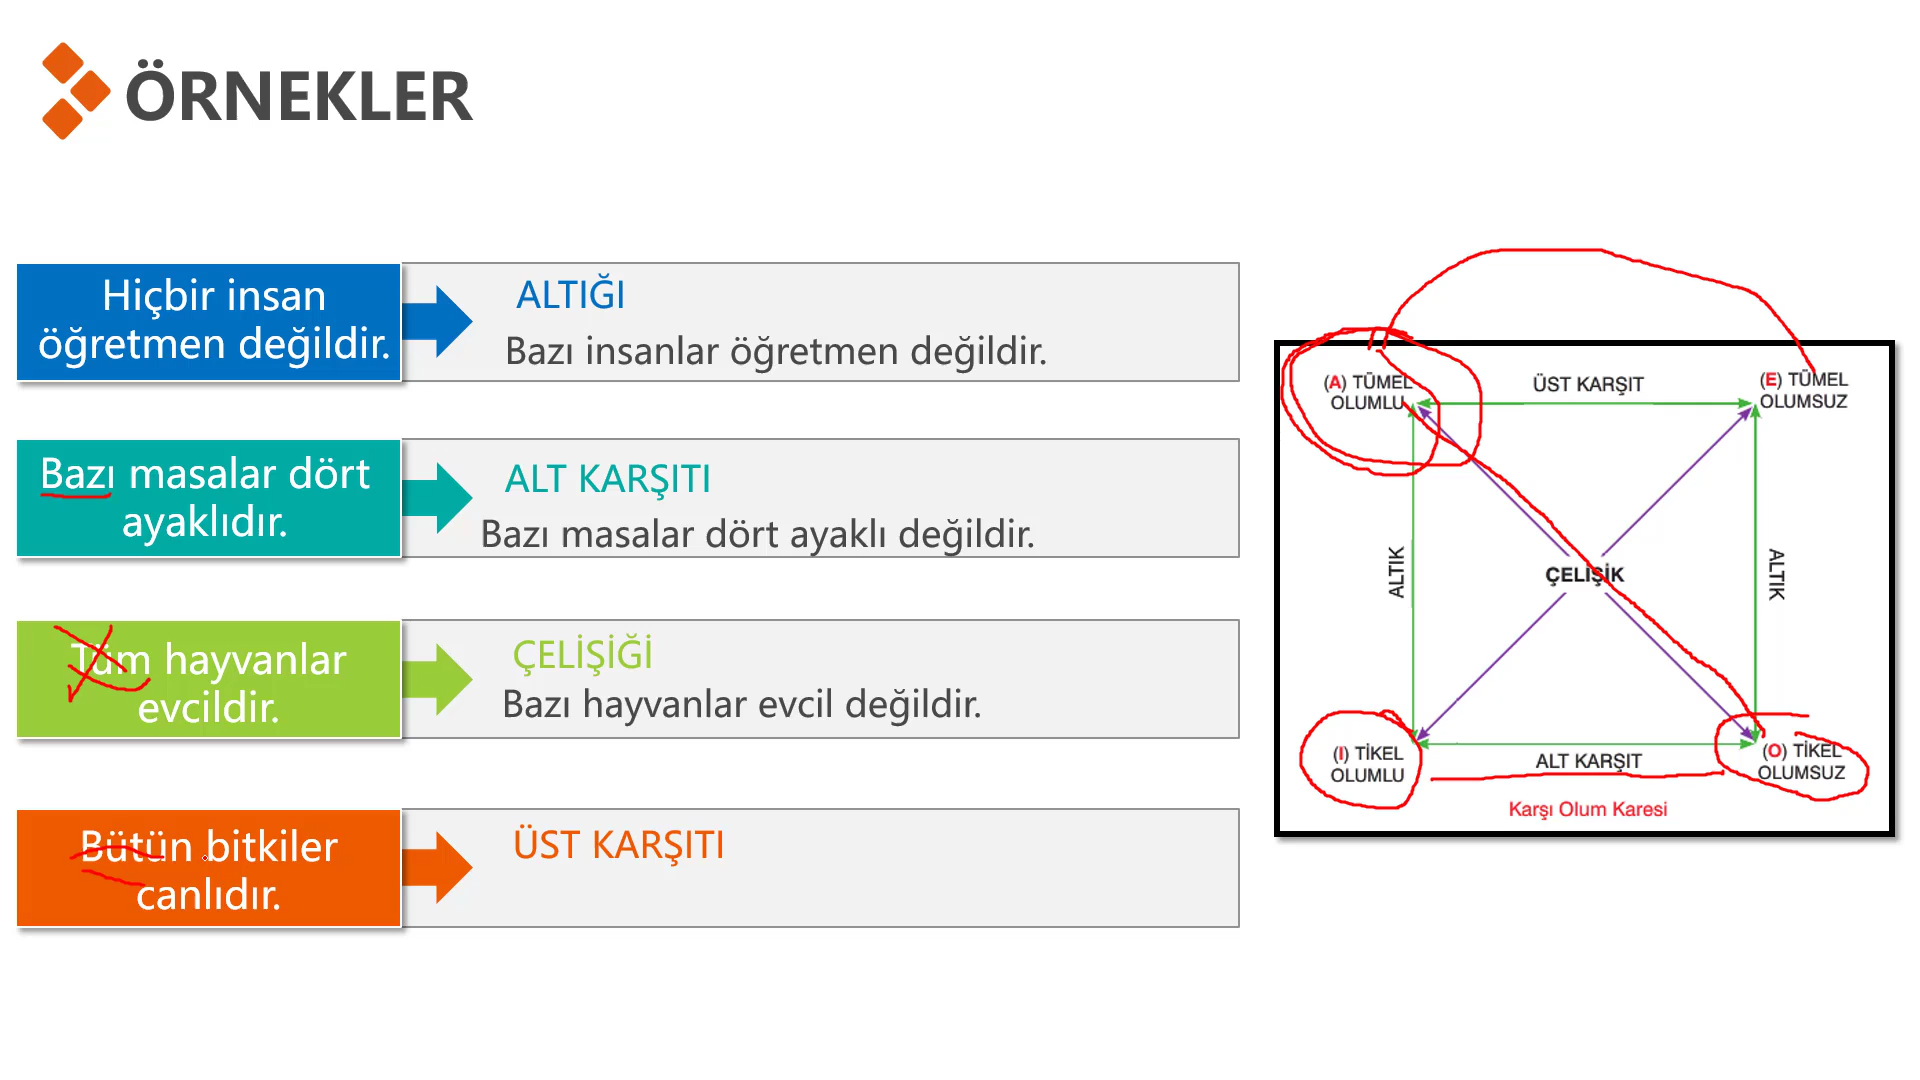 ÖRNEKLER
Hiçbir insan
öğretmen değildir.
ALTIĞI
Bazı insanlar öğretmen değildir.
Bazı masalar dört
ayaklıdır.
ALT KARŞITI
Bazı masalar dört ayaklı değildir.
Tüm hayvanlar
evcildir.
ÇELİŞİĞİ
Bazı hayvanlar evcil değildir.
Bütün bitkiler
canlıdır.
ÜST KARŞITI
(A) TÜMEL
OLUMLU
ÜST KARŞIT
(E) TÜMEL
OLUMSUZ
ALTIK
ÇELİŞİK
ALTIK
(I) TİKEL
OLUMLU
ALT KARŞIT
(O) TİKEL
OLUMSUZ
Karşı Olum Karesi